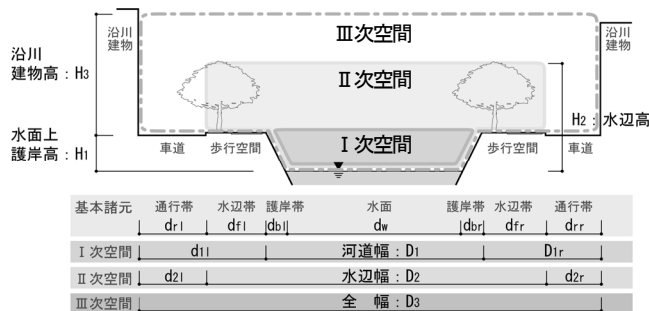 沿川
建物
Ⅲ次空間
沿川
建物
沿川
建物高：H3
Ⅱ次空間
H2：水辺高
水面上
護岸高：H1
Ⅰ次空間
車道
歩行空間
歩行空間
車道
基本諸元
通行帯
水辺帯
護岸帯
水面
護岸帯
水辺帯
通行帯
drl
dfl
dbl
dw
dbr
dfr
drr
Ⅰ次空間
d1l
河道幅：D1
D1r
Ⅱ次空間
d2l
水辺幅：D2
d2r
Ⅲ次空間
全　幅：D3